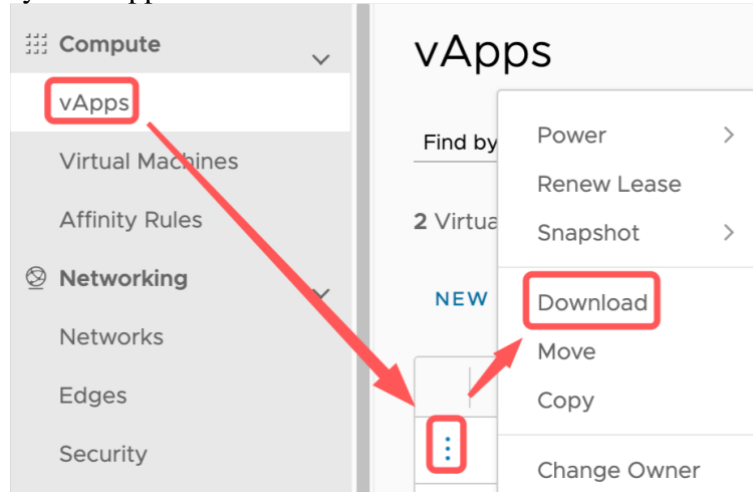 Compute
vApps
Virtual Machines
Affinity Rules
Networking
Networks
Edges
Security
vApps
Find by
2 Virtua
NEW
Power
Renew Lease
Snapshot
Download
Move
Copy
Change Owner